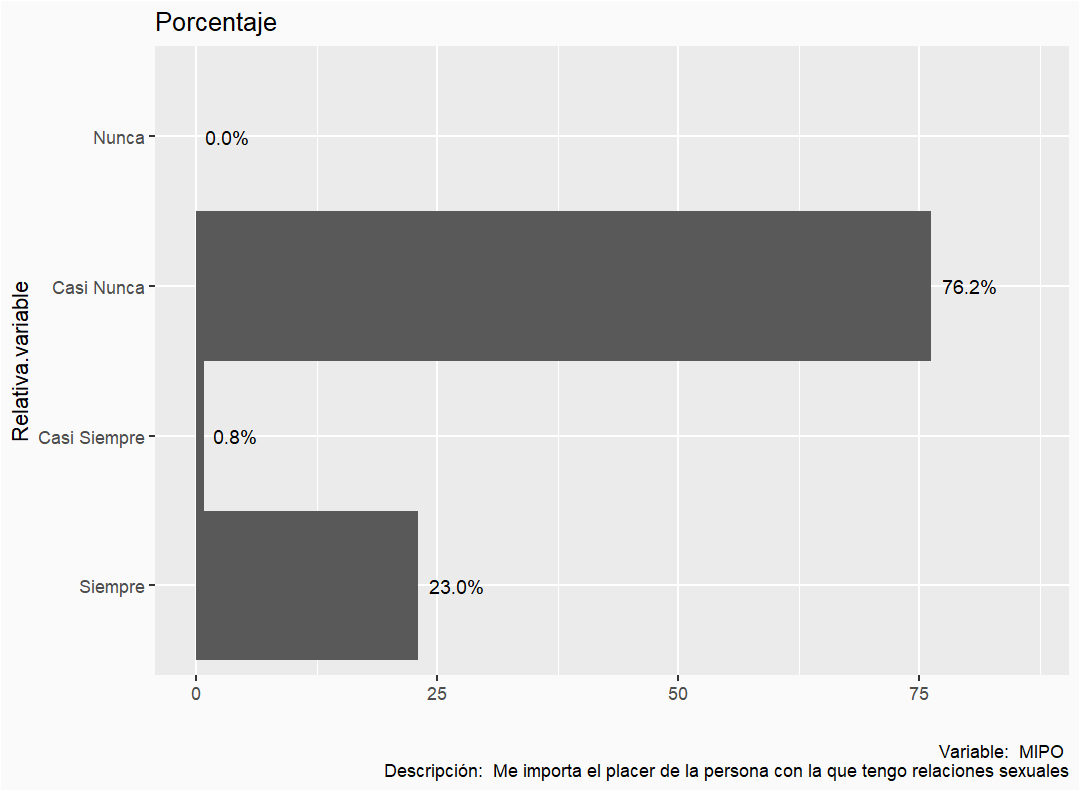 Porcentaje
Nunca
0.0%
Casi Nunca
76.2%
Relativa.variable
Casi Siempre
0.8%
Siempre
23.0%
0 25 50 75
Variable: MIPO
Descripción: Me importa el placer de la persona con la que tengo relaciones sexuales